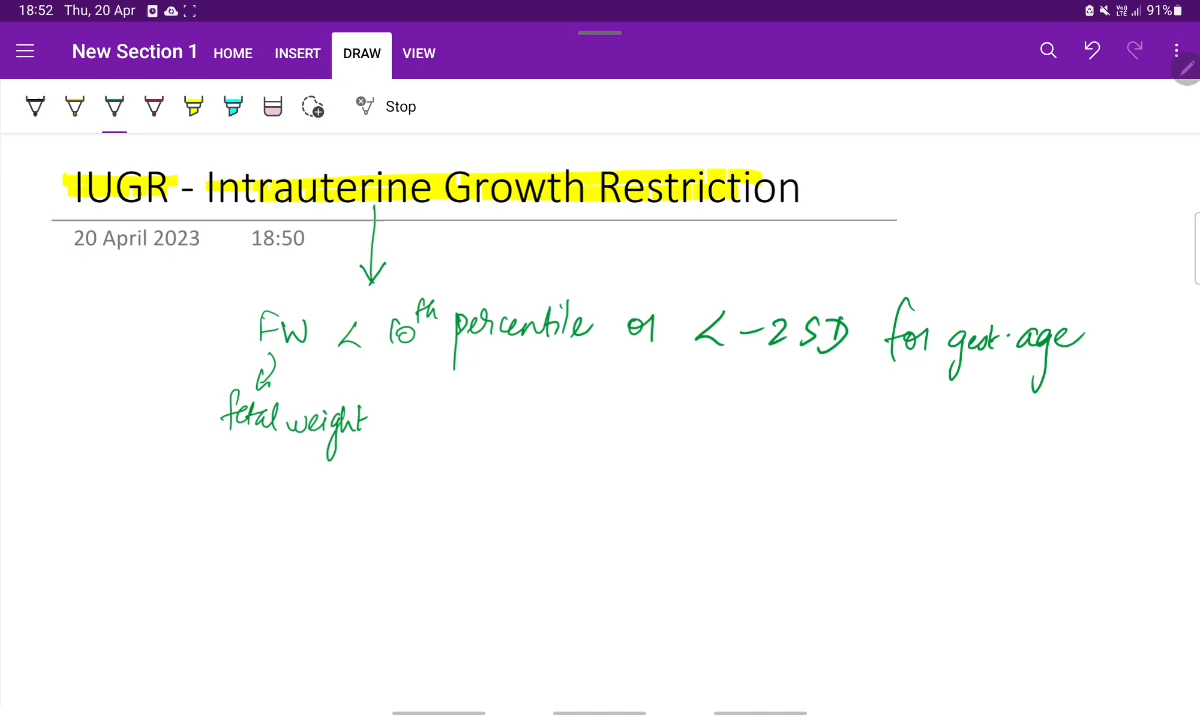 18:52 Thu, 20 Apr 91%
New Section 1 HOME INSERT DRAW VIEW
Stop
IUGR - Intrauterine Growth Restriction
20 April 2023 18:50
FW < 10th percentile or < -2 SD for gest. age
fetal weight